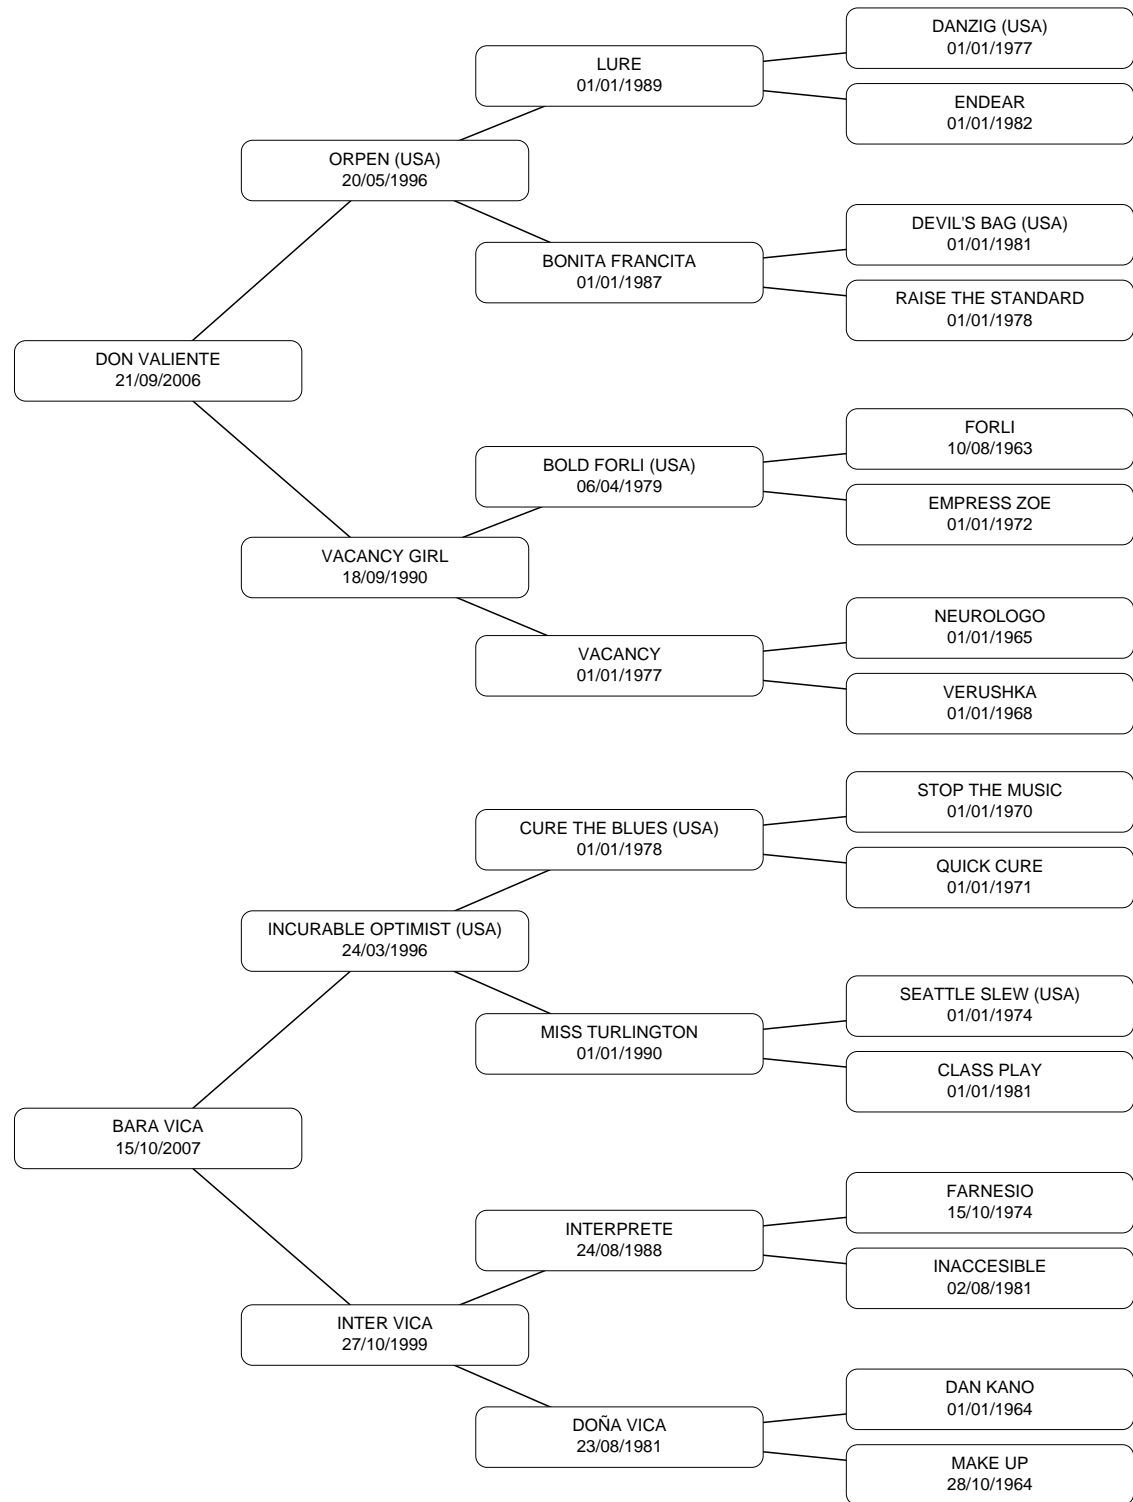 DANZIG (USA)
01/01/1977
LURE
01/01/1989
ENDEAR
01/01/1982
ORPEN (USA)
20/05/1996
DEVIL'S BAG (USA)
01/01/1981
BONITA FRANCITA
01/01/1987
RAISE THE STANDARD
01/01/1978
DON VALIENTE
21/09/2006
FORLI
10/08/1963
BOLD FORLI (USA)
06/04/1979
EMPRESS ZOE
01/01/1972
VACANCY GIRL
18/09/1990
NEUROLOGO
01/01/1965
VACANCY
01/01/1977
VERUSHKA
01/01/1968
STOP THE MUSIC
01/01/1970
CURE THE BLUES (USA)
01/01/1978
QUICK CURE
01/01/1971
INCURABLE OPTIMIST (USA)
24/03/1996
SEATTLE SLEW (USA)
01/01/1974
MISS TURLINGTON
01/01/1990
CLASS PLAY
01/01/1981
BARA VICA
15/10/2007
FARNESIO
15/10/1974
INTERPRETE
24/08/1988
INACCESIBLE
02/08/1981
INTER VICA
27/10/1999
DAN KANO
01/01/1964
DOÑA VICA
23/08/1981
MAKE UP
28/10/1964